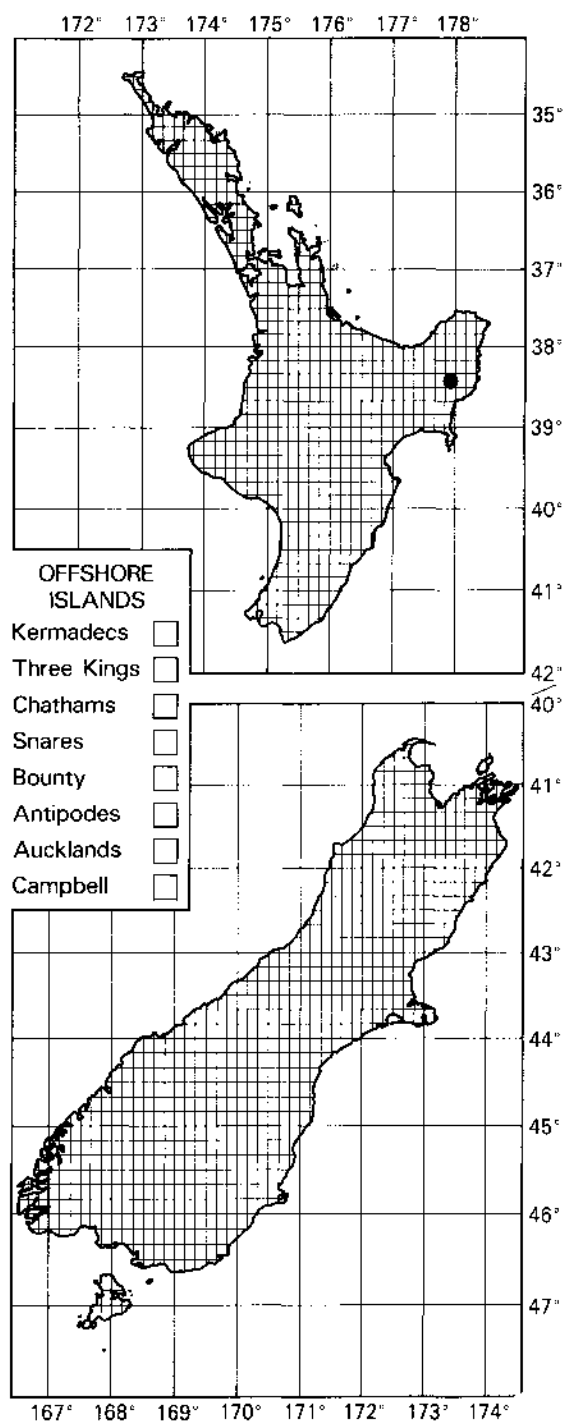 172° 173° 174° 175° 176° 177° 178°
35°
36°
37°
38°
39°
40°
41°
42°
OFFSHORE
ISLANDS
Kermadecs
Three Kings
Chathams
Snares
Bounty
Antipodes
Aucklands
Campbell
40°
41°
42°
43°
44°
45°
46°
47°
167° 168° 169° 170° 171° 172° 173° 174°